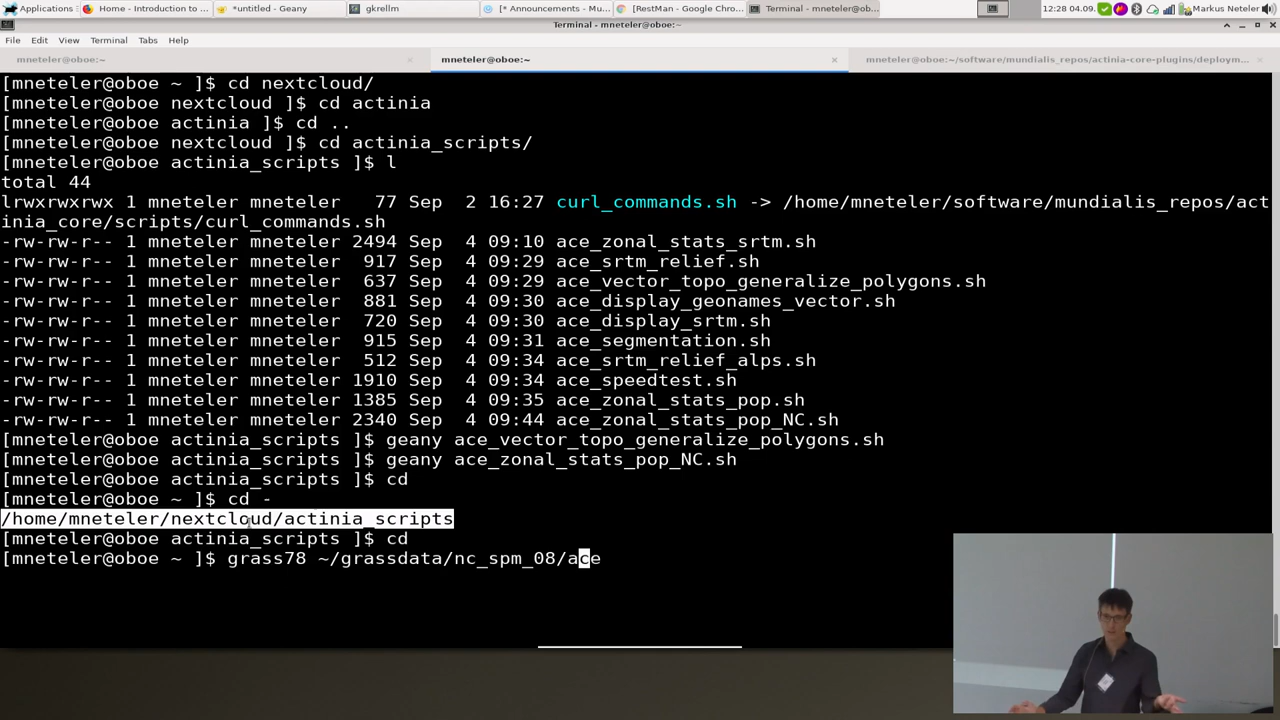 Applications
Home - Introduction to ...
*untitled - Geany
gkrellm
[* Announcements - Mu...
[RestMan - Google Chro...
Terminal - mneteler@ob...
12:28 04.09.
Markus Neteler
Terminal - mneteler@oboe:~
File Edit View Terminal Tabs Help
mneteler@oboe:~
mneteler@oboe:~
mneteler@oboe:~/software/mundialis_repos/actinia-core-plugins/deploym...
[mneteler@oboe ~ ]$ cd nextcloud/
[mneteler@oboe nextcloud ]$ cd actinia
[mneteler@oboe actinia ]$ cd ..
[mneteler@oboe nextcloud ]$ cd actinia_scripts/
[mneteler@oboe actinia_scripts ]$ l
total 44
lrwxrwxrwx 1 mneteler mneteler   77 Sep  2 16:27 curl_commands.sh -> /home/mneteler/software/mundialis_repos/act
inia_core/scripts/curl_commands.sh
-rw-rw-r-- 1 mneteler mneteler 2494 Sep  4 09:10 ace_zonal_stats_srtm.sh
-rw-rw-r-- 1 mneteler mneteler  917 Sep  4 09:29 ace_srtm_relief.sh
-rw-rw-r-- 1 mneteler mneteler  637 Sep  4 09:29 ace_vector_topo_generalize_polygons.sh
-rw-rw-r-- 1 mneteler mneteler  881 Sep  4 09:30 ace_display_geonames_vector.sh
-rw-rw-r-- 1 mneteler mneteler  720 Sep  4 09:30 ace_display_srtm.sh
-rw-rw-r-- 1 mneteler mneteler  915 Sep  4 09:31 ace_segmentation.sh
-rw-rw-r-- 1 mneteler mneteler  512 Sep  4 09:34 ace_srtm_relief_alps.sh
-rw-rw-r-- 1 mneteler mneteler 1910 Sep  4 09:34 ace_speedtest.sh
-rw-rw-r-- 1 mneteler mneteler 1385 Sep  4 09:35 ace_zonal_stats_pop.sh
-rw-rw-r-- 1 mneteler mneteler 2340 Sep  4 09:44 ace_zonal_stats_pop_NC.sh
[mneteler@oboe actinia_scripts ]$ geany ace_vector_topo_generalize_polygons.sh
[mneteler@oboe actinia_scripts ]$ geany ace_zonal_stats_pop_NC.sh
[mneteler@oboe actinia_scripts ]$ cd
[mneteler@oboe ~ ]$ cd -
/home/mneteler/nextcloud/actinia_scripts
[mneteler@oboe actinia_scripts ]$ cd
[mneteler@oboe ~ ]$ grass78 ~/grassdata/nc_spm_08/ace